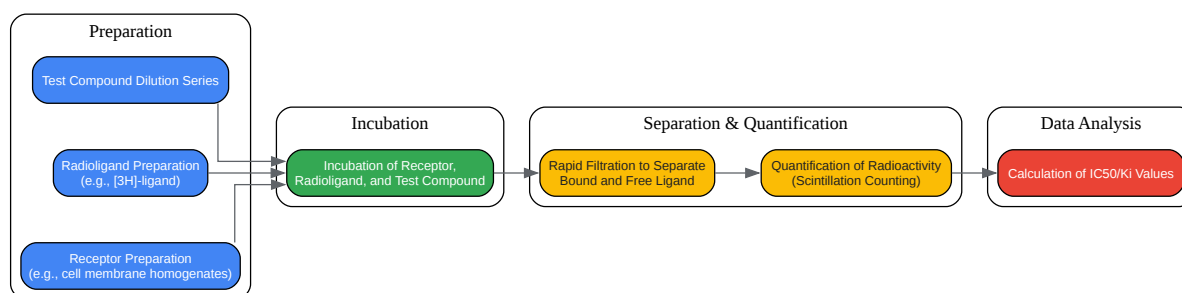 Preparation
Test Compound Dilution Series
Radioligand Preparation
(e.g., [3H]-ligand)
Receptor Preparation
(e.g., cell membrane homogenates)
Incubation
Incubation of Receptor,
Radioligand, and Test Compound
Separation & Quantification
Rapid Filtration to Separate
Bound and Free Ligand
Quantification of Radioactivity
(Scintillation Counting)
Data Analysis
Calculation of IC50/Ki Values